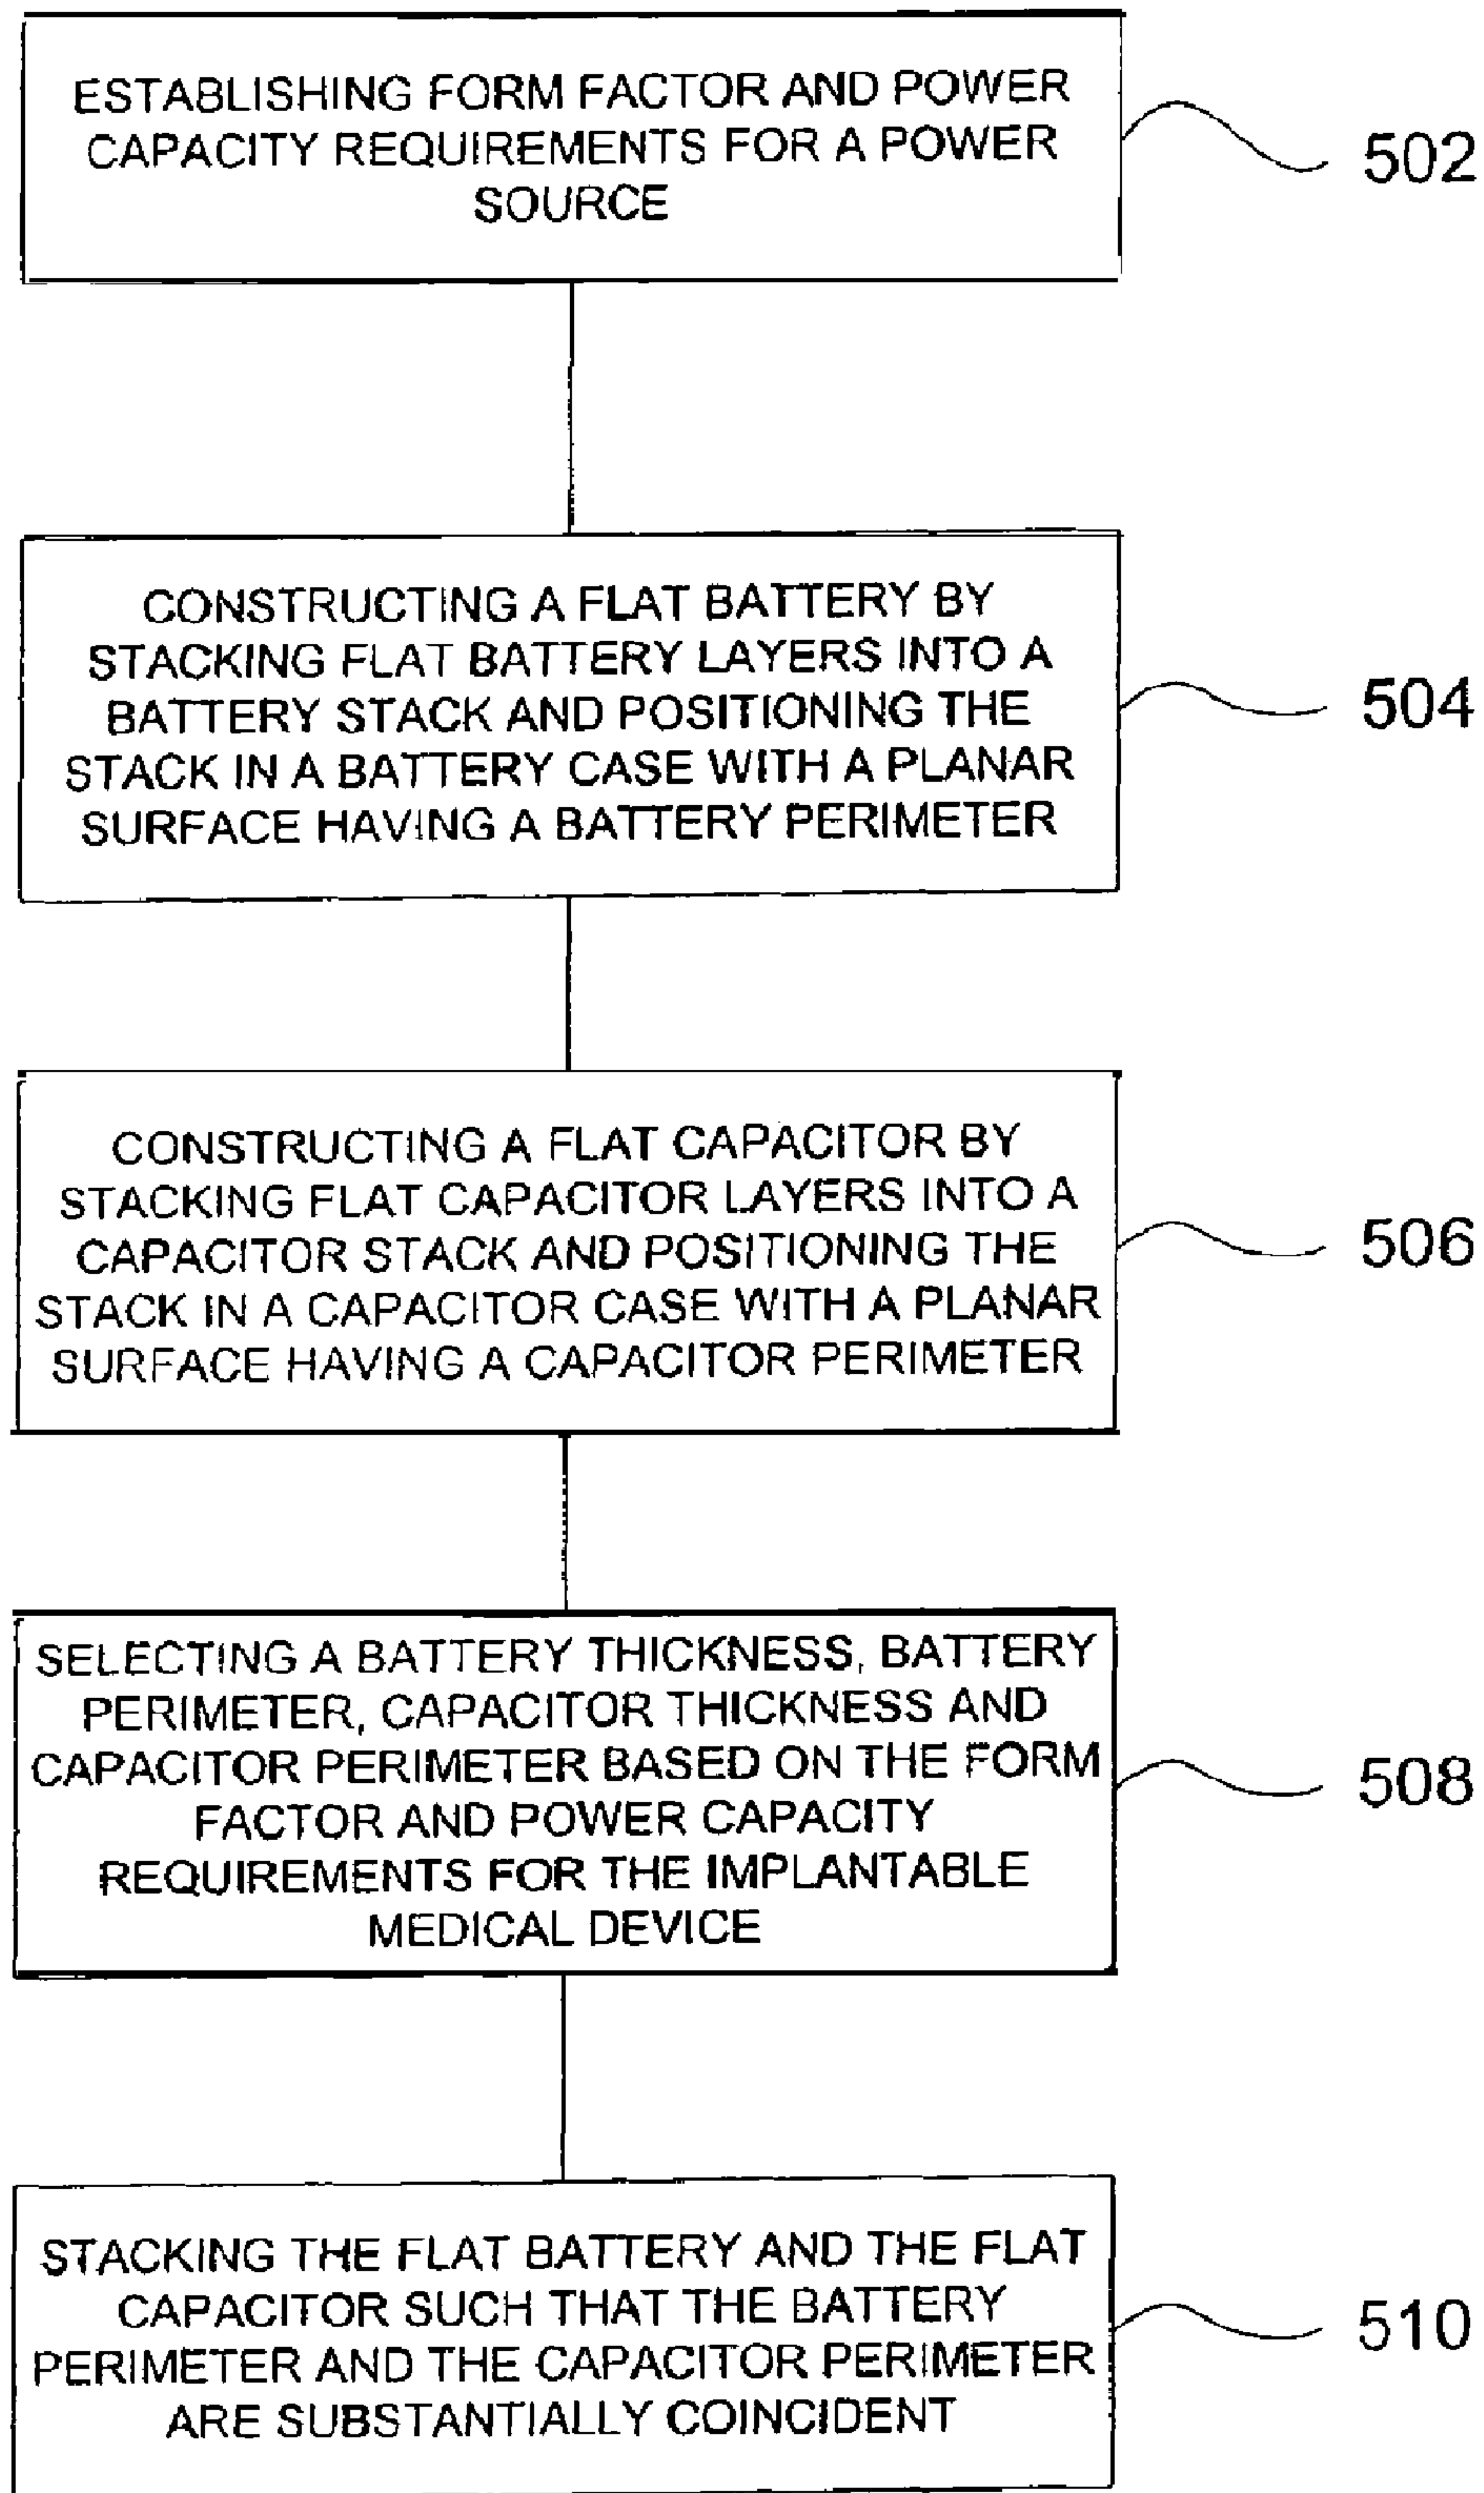 ESTABLISHING FORM FACTOR AND POWER
CAPACITY REQUIREMENTS FOR A POWER
SOURCE
502
CONSTRUCTING A FLAT BATTERY BY
STACKING FLAT BATTERY LAYERS INTO A
BATTERY STACK AND POSITIONING THE
STACK IN A BATTERY CASE WITH A PLANAR
SURFACE HAVING A BATTERY PERIMETER
504
CONSTRUCTING A FLAT CAPACITOR BY
STACKING FLAT CAPACITOR LAYERS INTO A
CAPACITOR STACK AND POSITIONING THE
STACK IN A CAPACITOR CASE WITH A PLANAR
SURFACE HAVING A CAPACITOR PERIMETER
506
SELECTING A BATTERY THICKNESS, BATTERY
PERIMETER, CAPACITOR THICKNESS AND
CAPACITOR PERIMETER BASED ON THE FORM
FACTOR AND POWER CAPACITY
REQUIREMENTS FOR THE IMPLANTABLE
MEDICAL DEVICE
508
STACKING THE FLAT BATTERY AND THE FLAT
CAPACITOR SUCH THAT THE BATTERY
PERIMETER AND THE CAPACITOR PERIMETER
ARE SUBSTANTIALLY COINCIDENT
510